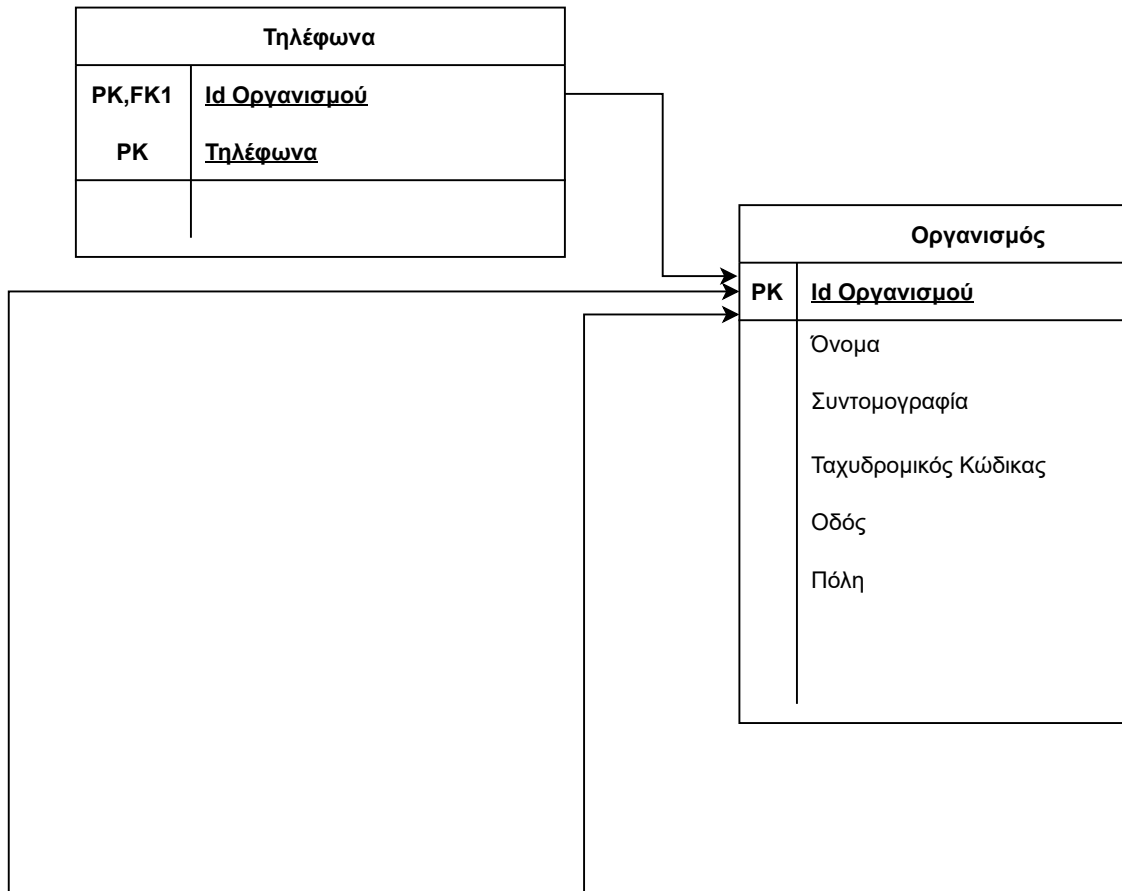 Τηλέφωνα
PK,FK1 Id Οργανισμού
PK Τηλέφωνα
Οργανισμός
PK Id Οργανισμού
Όνομα
Συντομογραφία
Ταχυδρομικός Κώδικας
Οδός
Πόλη